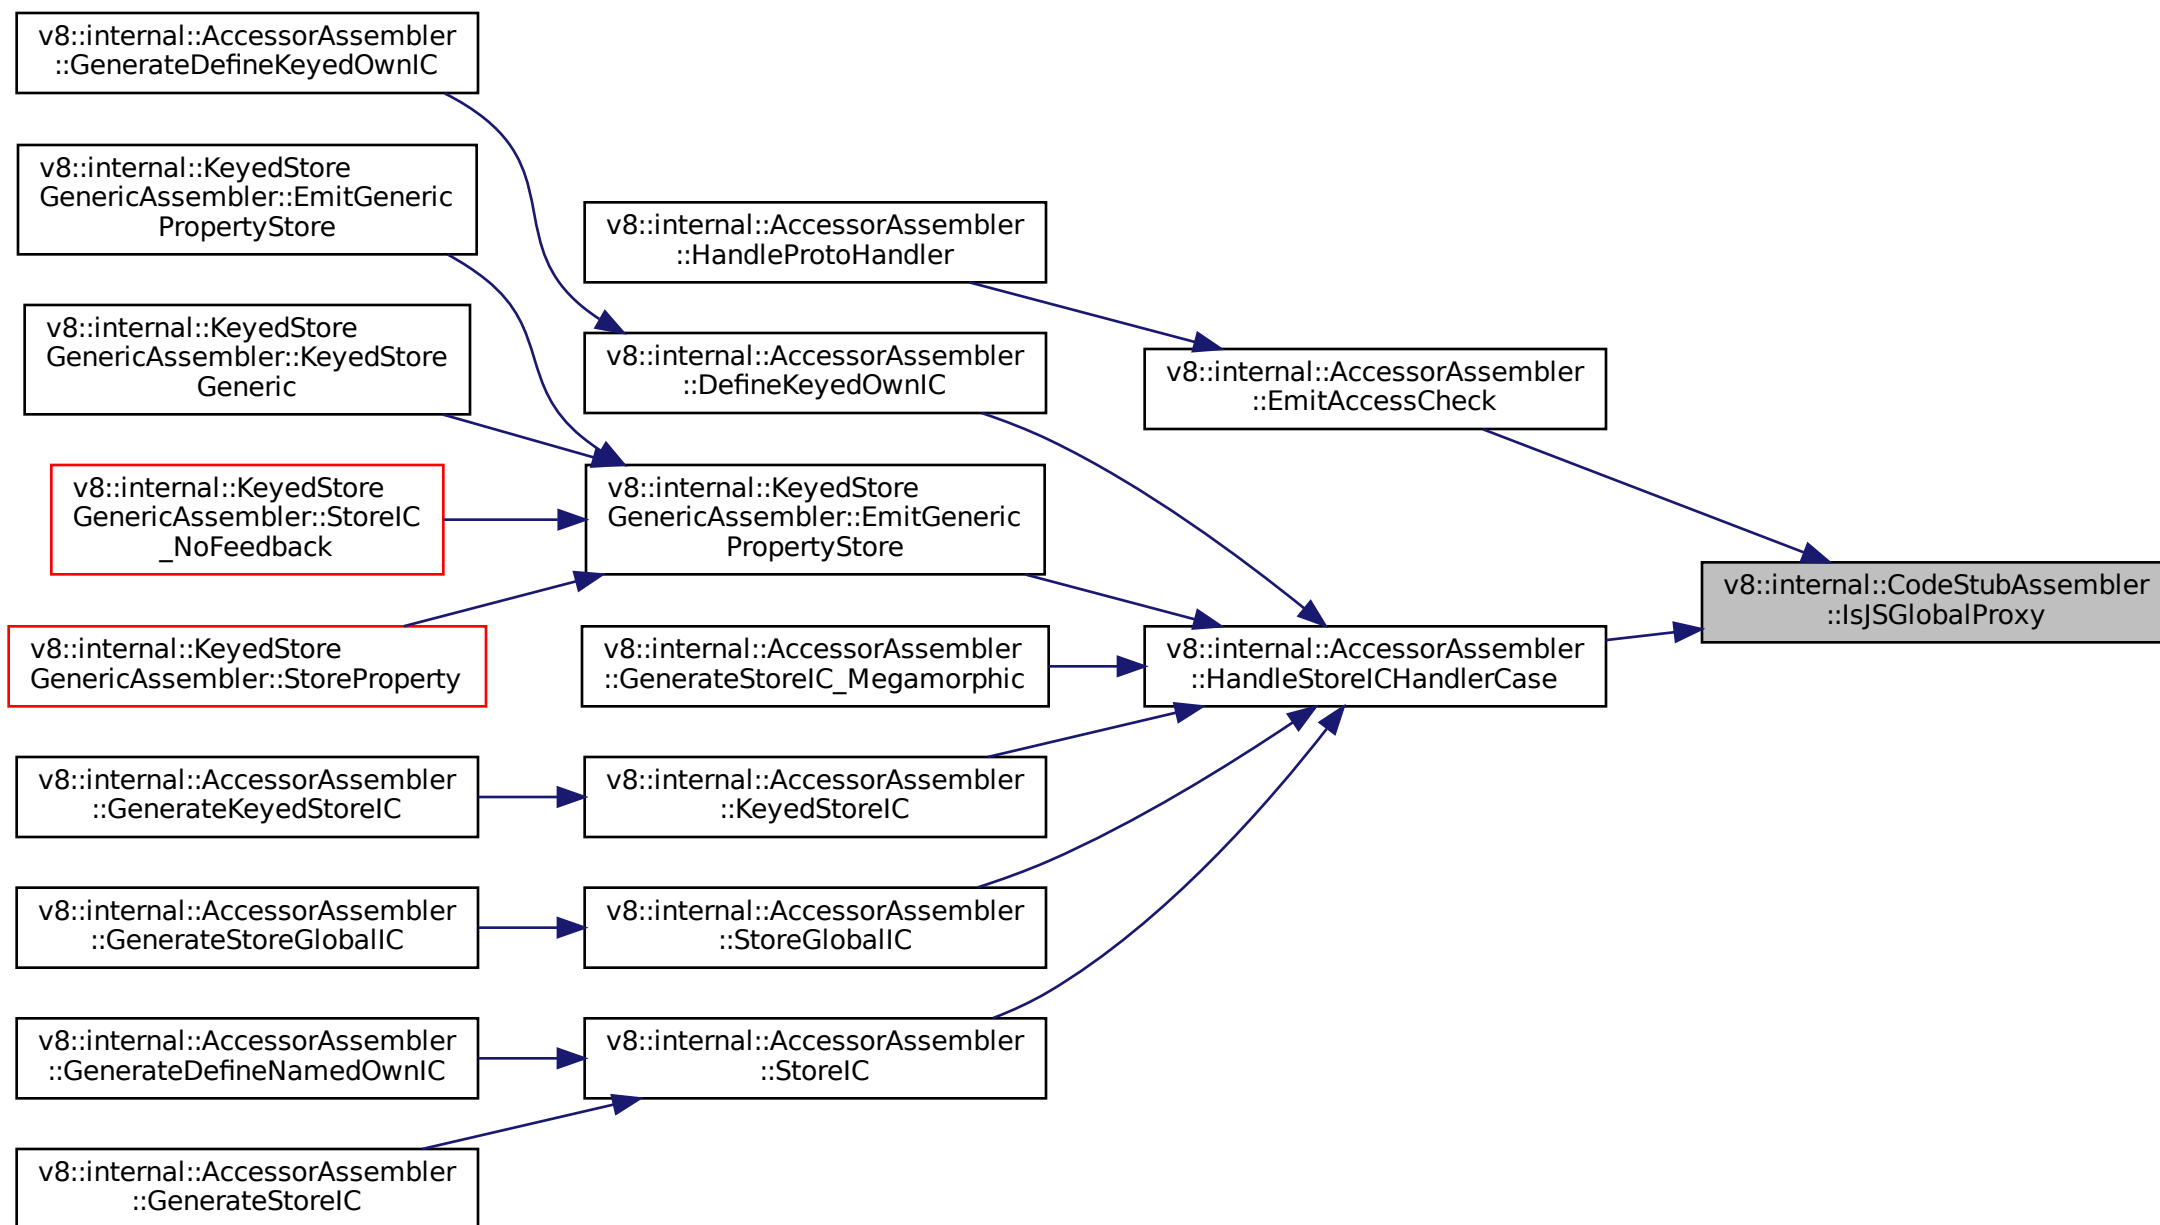 v8::internal::AccessorAssembler
::GenerateDefineKeyedOwnIC
v8::internal::KeyedStore
GenericAssembler::EmitGeneric
PropertyStore
v8::internal::KeyedStore
GenericAssembler::KeyedStore
Generic
v8::internal::KeyedStore
GenericAssembler::StoreIC
_NoFeedback
v8::internal::KeyedStore
GenericAssembler::StoreProperty
v8::internal::AccessorAssembler
::GenerateKeyedStoreIC
v8::internal::AccessorAssembler
::GenerateStoreGlobalIC
v8::internal::AccessorAssembler
::GenerateDefineNamedOwnIC
v8::internal::AccessorAssembler
::GenerateStoreIC
v8::internal::AccessorAssembler
::HandleProtoHandler
v8::internal::AccessorAssembler
::DefineKeyedOwnIC
v8::internal::KeyedStore
GenericAssembler::EmitGeneric
PropertyStore
v8::internal::AccessorAssembler
::GenerateStoreIC_Megamorphic
v8::internal::AccessorAssembler
::KeyedStoreIC
v8::internal::AccessorAssembler
::StoreGlobalIC
v8::internal::AccessorAssembler
::StoreIC
v8::internal::AccessorAssembler
::EmitAccessCheck
v8::internal::AccessorAssembler
::HandleStoreICHandlerCase
v8::internal::CodeStubAssembler
::IsJSGlobalProxy